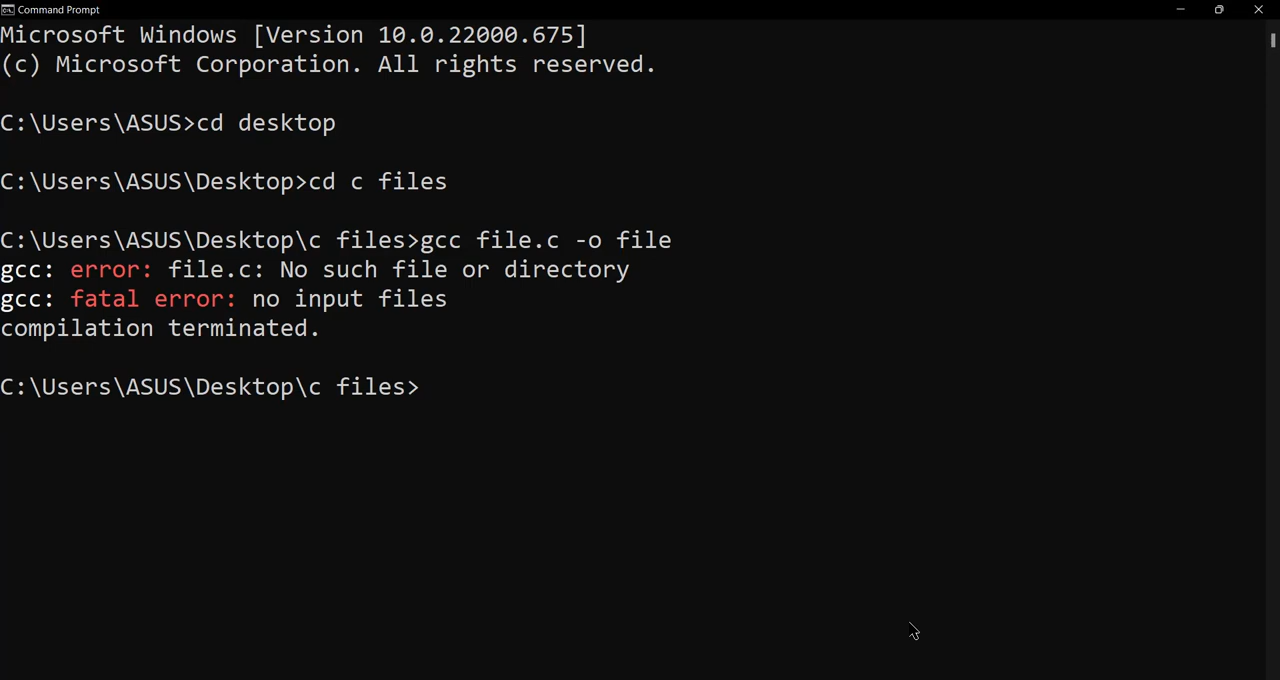 Command Prompt
Microsoft Windows [Version 10.0.22000.675]
(c) Microsoft Corporation. All rights reserved.
C:\Users\ASUS>cd desktop
C:\Users\ASUS\Desktop>cd c files
C:\Users\ASUS\Desktop\c files>gcc file.c -o file
gcc: error: file.c: No such file or directory
gcc: fatal error: no input files
compilation terminated.
C:\Users\ASUS\Desktop\c files>